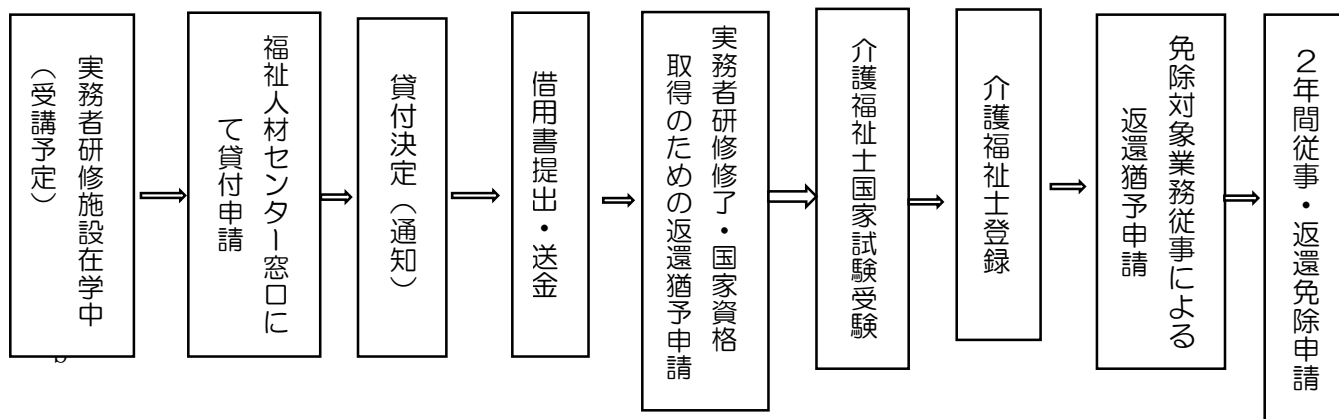 実務者研修施設在学中
（受講予定）
福祉人材センター窓口に
て貸付申請
貸付決定（通知）
借用書提出・送金
実務者研修修了・国家資格
取得のための返還猶予申請
介護福祉士国家試験受験
介護福祉士登録
免除対象業務従事による
返還猶予申請
２年間従事・返還免除申請